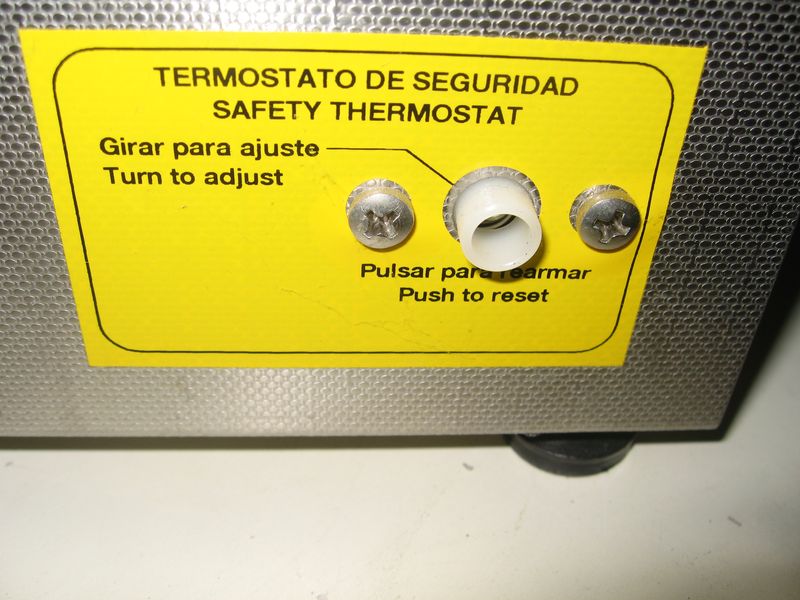 TERMOSTATO DE SEGURIDAD
SAFETY THERMOSTAT
Girar para ajuste
Turn to adjust
Pulsar para rearmar
Push to reset